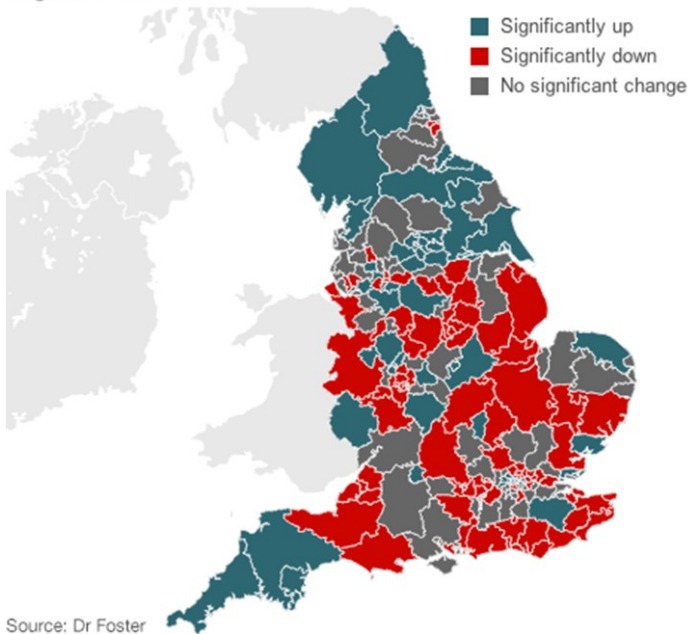 Significantly up
Significantly down
No significant change
Source: Dr Foster